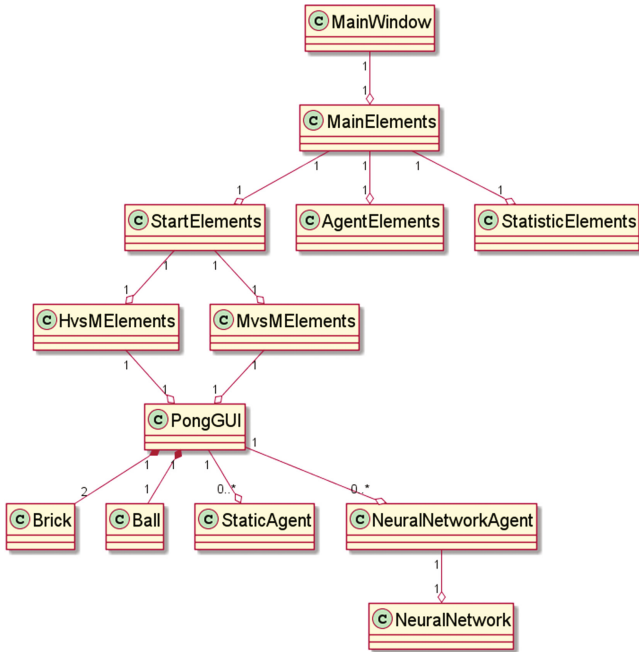 C MainWindow
1
1
C MainElements
1 1 1
1 1 1
C StartElements
C AgentElements
C StatisticElements
1 1
1 1
C HvsMElements
C MvsMElements
1 1
1 1
C PongGUI
1 1 1 1
2 1 0..* 0..*
C Brick
C Ball
C StaticAgent
C NeuralNetworkAgent
1
1
C NeuralNetwork